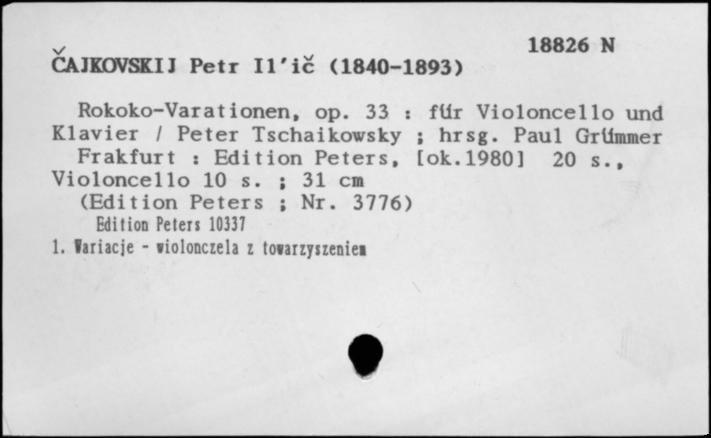 18826 N
ČAJKOVSKIJ Petr Il'ič (1840-1893)
Rokoko-Varationen, op. 33 : für Violoncello und
Klavier / Peter Tschaikowsky ; hrsg. Paul Grümmer
Frakfurt : Edition Peters, [ok.1980] 20 s.,
Violoncello 10 s. ; 31 cm
(Edition Peters ; Nr. 3776)
Edition Peters 10337
1. Wariacje - wiolonczela z towarzyszeniem